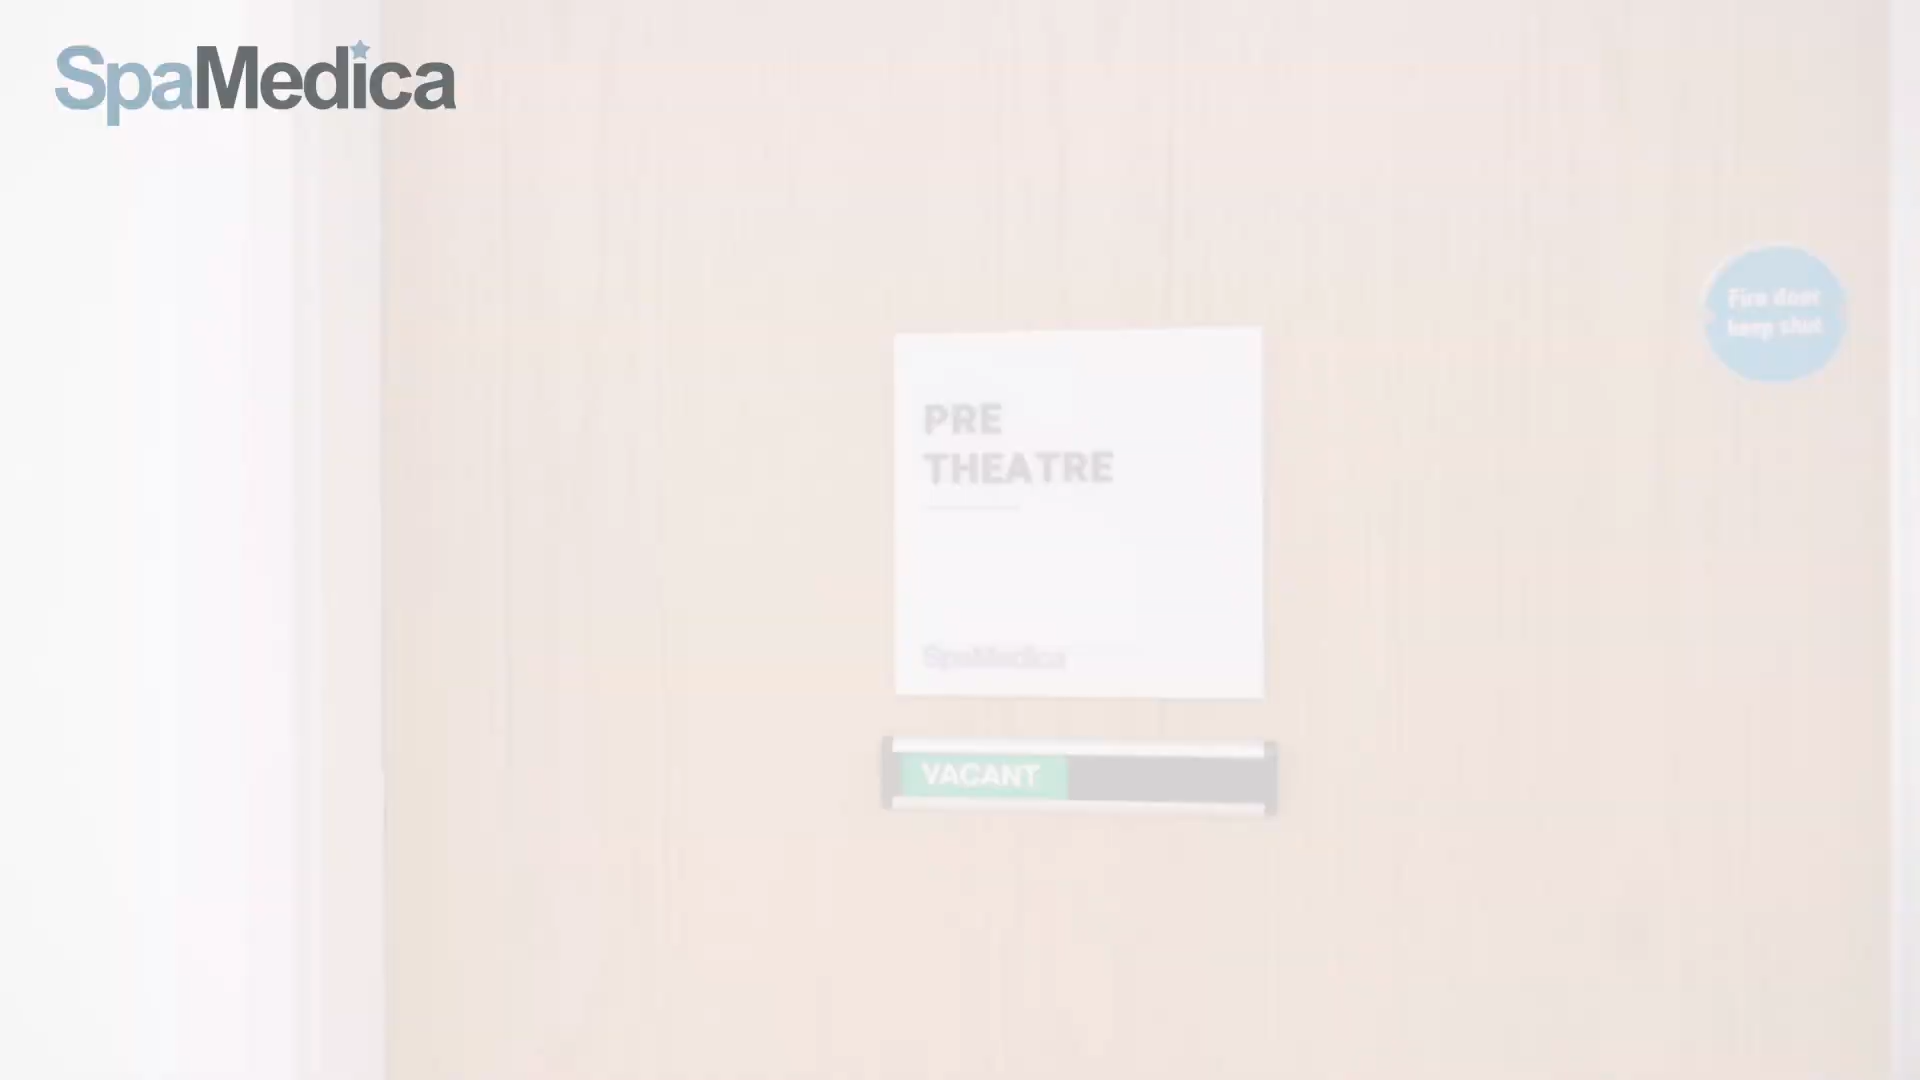 SpaMedica
Fire door
keep shut
PRE
THEATRE
SpaMedica
VACANT